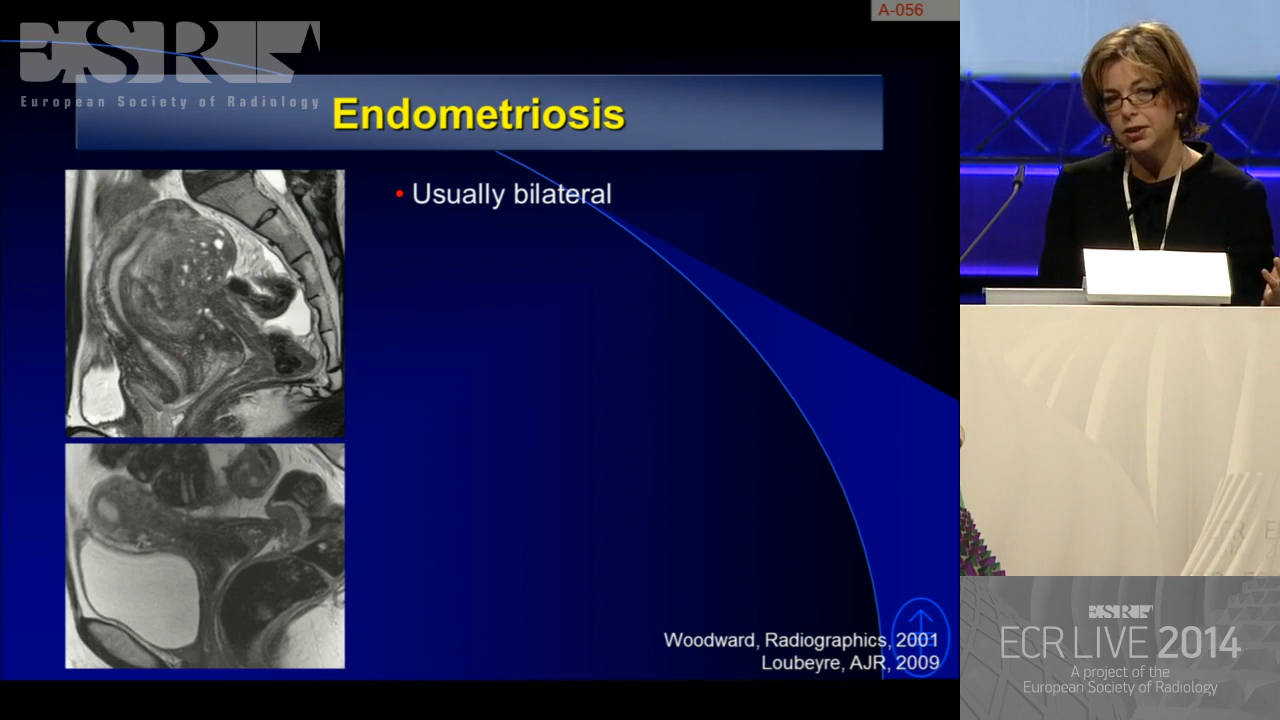 A-056
ESR
European Society of Radiology
Endometriosis
• Usually bilateral
Woodward, Radiographics, 2001
Loubeyre, AJR, 2009
ESR
ECR LIVE 2014
A project of the
European Society of Radiology